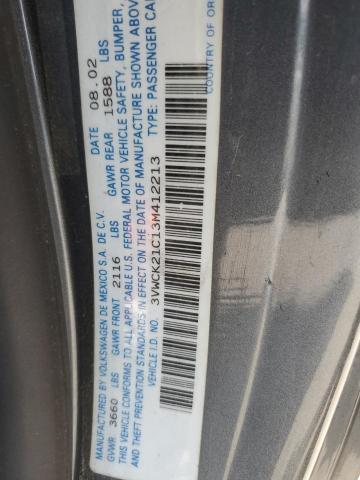 MANUFACTURED BY VOLKSWAGEN DE MEXICO S.A. DE C.V. DATE 08.02
GVWR 3660 LBS GAWR FRONT 2116 LBS GAWR REAR 1588 LBS
THIS VEHICLE CONFORMS TO ALL APPLICABLE U.S. FEDERAL MOTOR VEHICLE SAFETY, BUMPER,
AND THEFT PREVENTION STANDARDS IN EFFECT ON THE DATE OF MANUFACTURE SHOWN ABOV
VEHICLE I.D. NO. 3VWCK21C13M412213 TYPE: PASSENGER CA
COUNTRY OF OR